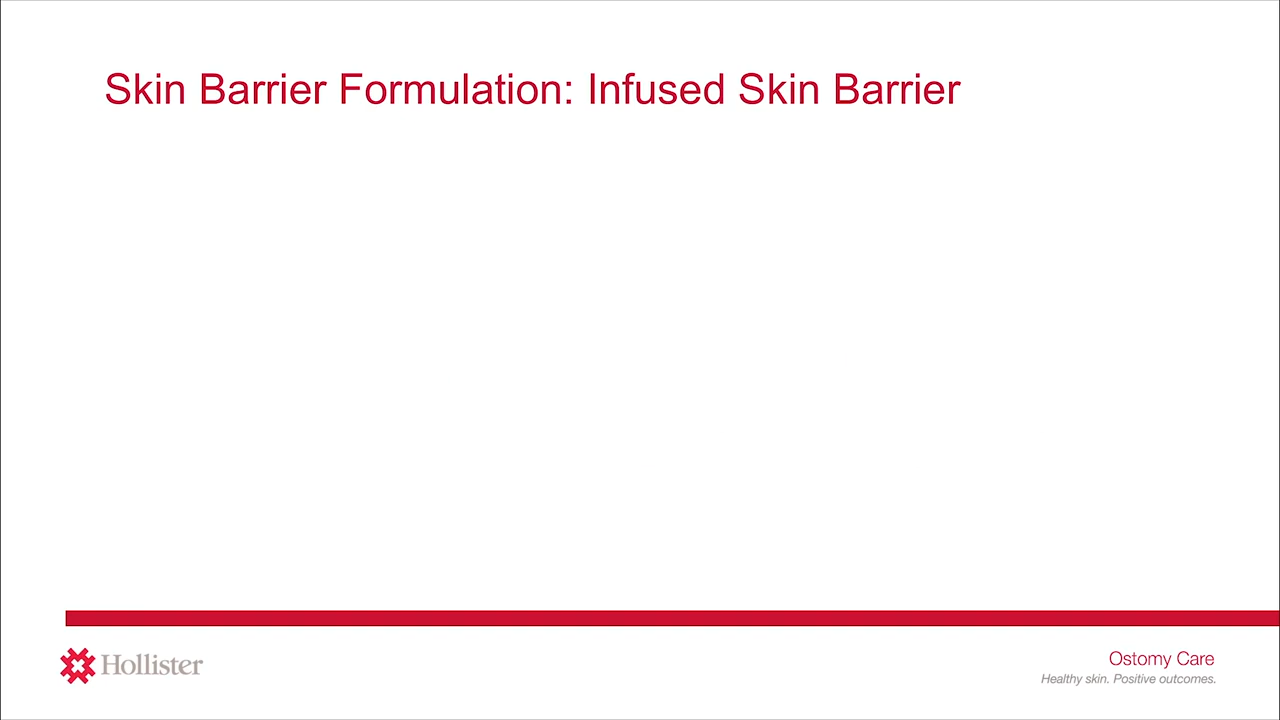 Skin Barrier Formulation: Infused Skin Barrier
Hollister
Ostomy Care
Healthy skin. Positive outcomes.